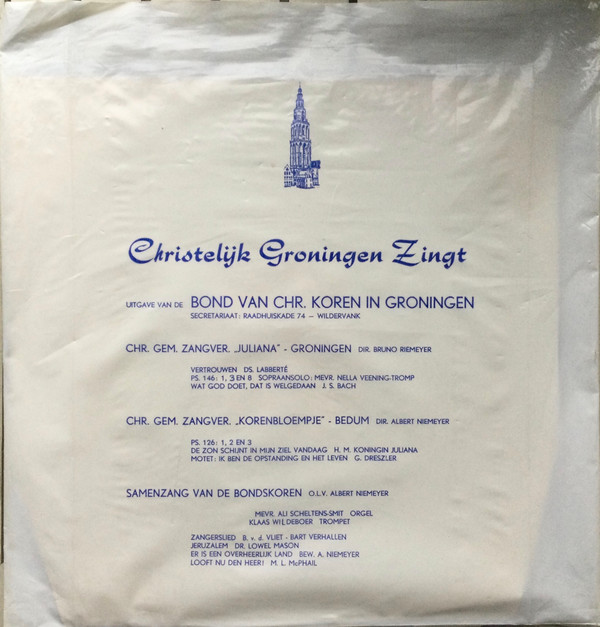 Christelijk Groningen Zingt
UITGAVE VAN DE BOND VAN CHR. KOREN IN GRONINGEN
SECRETARIAAT: RAADHUISKADE 74 – WILDERVANK
CHR. GEM. ZANGVER. „JULIANA" - GRONINGEN DIR. BRUNO RIEMEYER
VERTROUWEN DS. LABBERTÉ
PS. 146: 1, 3 EN 8 SOPRAANSOLO: MEVR. NELLA VEENING-TROMP
WAT GOD DOET, DAT IS WELGEDAAN J. S. BACH
CHR. GEM. ZANGVER. „KORENBLOEMPJE" - BEDUM DIR. ALBERT NIEMEYER
PS. 126: 1, 2 EN 3
DE ZON SCHIJNT IN MIJN ZIEL VANDAAG H. M. KONINGIN JULIANA
MOTET: IK BEN DE OPSTANDING EN HET LEVEN G. DRESZLER
SAMENZANG VAN DE BONDSKOREN O.L.V. ALBERT NIEMEYER
MEVR. ALI SCHELTENS-SMIT ORGEL
KLAAS WILDEBOER TROMPET
ZANGERSLIED B. v. d. VLIET - BART VERHALLEN
JERUZALEM DR. LOWEL MASON
ER IS EEN OVERHEERLIJK LAND BEW. A. NIEMEYER
LOOFT NU DEN HEER! M. L. McPHAIL